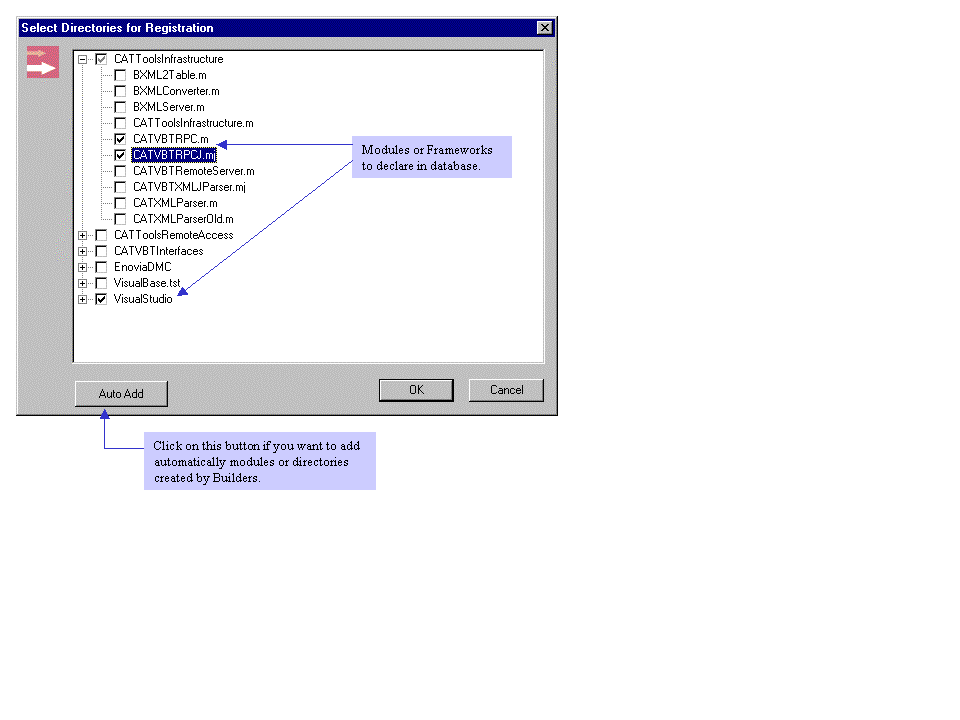 Select Directories for Registration
CATToolsInfrastructure
BXML2Table.m
BXMLConverter.m
BXMLServer.m
CATToolsInfrastructure.m
CATVBTRPC.m
CATVBTRPCJ.mj
CATVBTRemoteServer.m
CATVBTXMLJParser.mj
CATXMLParser.m
CATXMLParserOld.m
CATToolsRemoteAccess
CATVBTInterfaces
EnoviaDMC
VisualBase.tst
VisualStudio
Modules or Frameworks
to declare in database.
Auto Add
OK
Cancel
Click on this button if you want to add
automatically modules or directories
created by Builders.